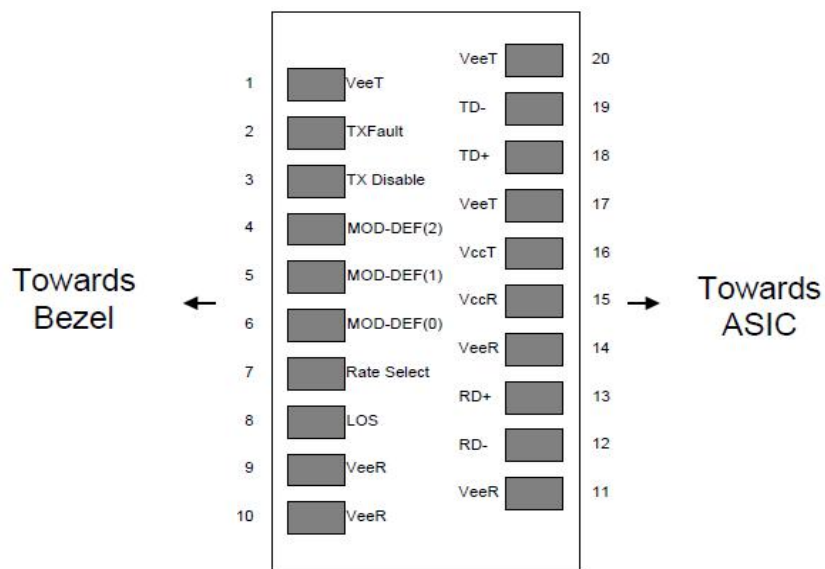 Towards
Bezel
1 VeeT
2 TXFault
3 TX Disable
4 MOD-DEF(2)
5 MOD-DEF(1)
6 MOD-DEF(0)
7 Rate Select
8 LOS
9 VeeR
10 VeeR
VeeT 20
TD- 19
TD+ 18
VeeT 17
VccT 16
VccR 15
VeeR 14
RD+ 13
RD- 12
VeeR 11
Towards
ASIC